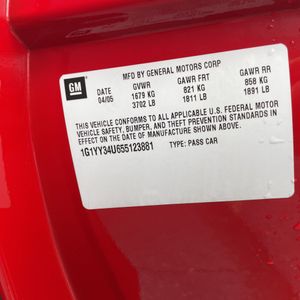 MFD BY GENERAL MOTORS CORP
GM DATE GVWR GAWR FRT GAWR RR
04/05 1679 KG 821 KG 858 KG
3702 LB 1811 LB 1891 LB
THIS VEHICLE CONFORMS TO ALL APPLICABLE U.S. FEDERAL MOTOR
VEHICLE SAFETY, BUMPER, AND THEFT PREVENTION STANDARDS IN
EFFECT ON THE DATE OF MANUFACTURE SHOWN ABOVE.
1G1YY34U655123881 TYPE: PASS CAR